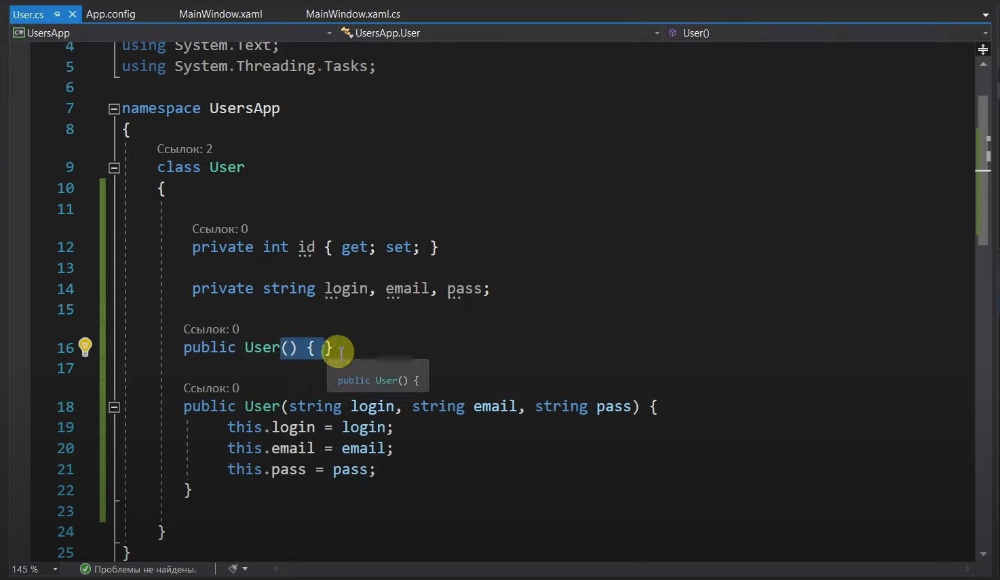 User.cs App.config MainWindow.xaml MainWindow.xaml.cs
C# UsersApp UsersApp.User User()
4 using System.Text;
5 using System.Threading.Tasks;
6
7 namespace UsersApp
8 {
Ссылок: 2
9 class User
10 {
11
Ссылок: 0
12 private int id { get; set; }
13
14 private string login, email, pass;
15
Ссылок: 0
16 public User() { }
17
public User() {
Ссылок: 0
18 public User(string login, string email, string pass) {
19 this.login = login;
20 this.email = email;
21 this.pass = pass;
22 }
23
24 }
25 }
145 % Проблемы не найдены.